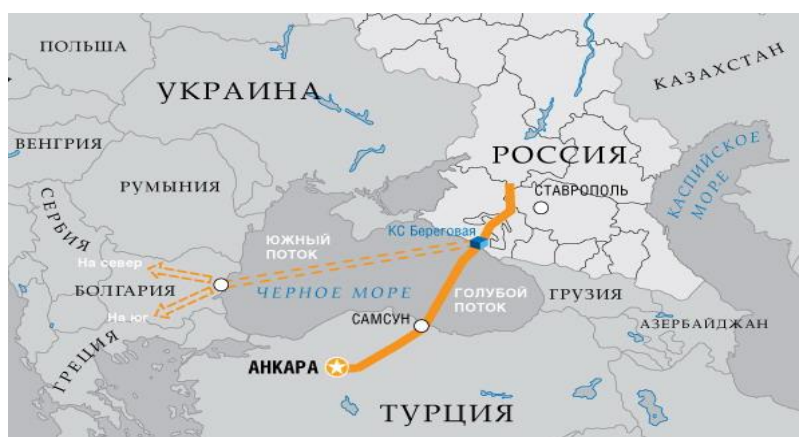 ПОЛЬША
УКРАИНА
КАЗАХСТАН
ВЕНГРИЯ
РОССИЯ
КАСПИЙСКОЕ
МОРЕ
РУМЫНИЯ
СТАВРОПОЛЬ
СЕРБИЯ
КС Береговая
ЮЖНЫЙ
ПОТОК
На север
БОЛГАРИЯ
ЧЕРНОЕ МОРЕ
ГОЛУБОЙ
ПОТОК
ГРУЗИЯ
На юг
САМСУН
АЗЕРБАЙДЖАН
ГРЕЦИЯ
АНКАРА
ТУРЦИЯ